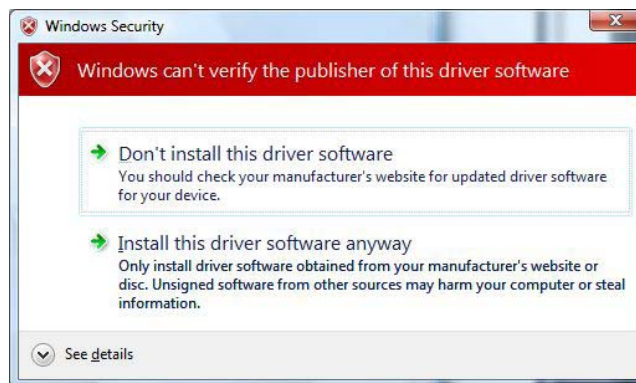 Windows Security
Windows can't verify the publisher of this driver software
Don't install this driver software
You should check your manufacturer's website for updated driver software
for your device.
Install this driver software anyway
Only install driver software obtained from your manufacturer's website or
disc. Unsigned software from other sources may harm your computer or steal
information.
See details